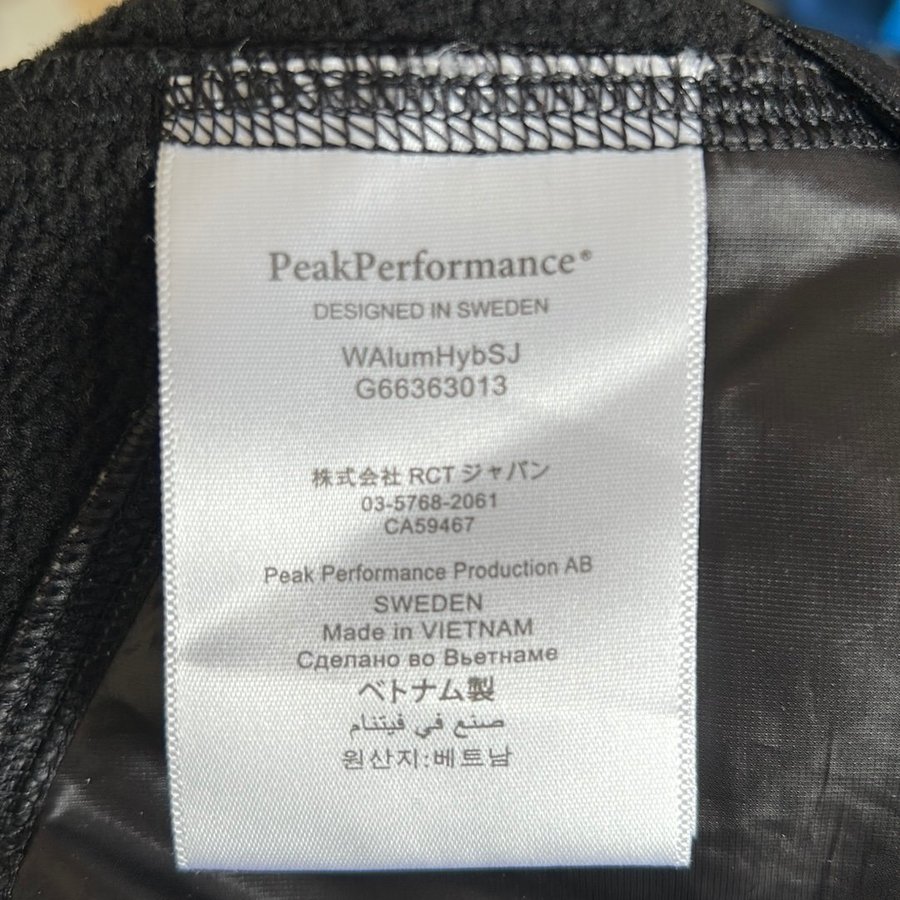 PeakPerformance®
DESIGNED IN SWEDEN
WAlumHybSJ
G66363013
株式会社 RCT ジャパン
03-5768-2061
CA59467
Peak Performance Production AB
SWEDEN
Made in VIETNAM
Сделано во Вьетнаме
ベトナム製
صنع في فيتنام
원산지:베트남